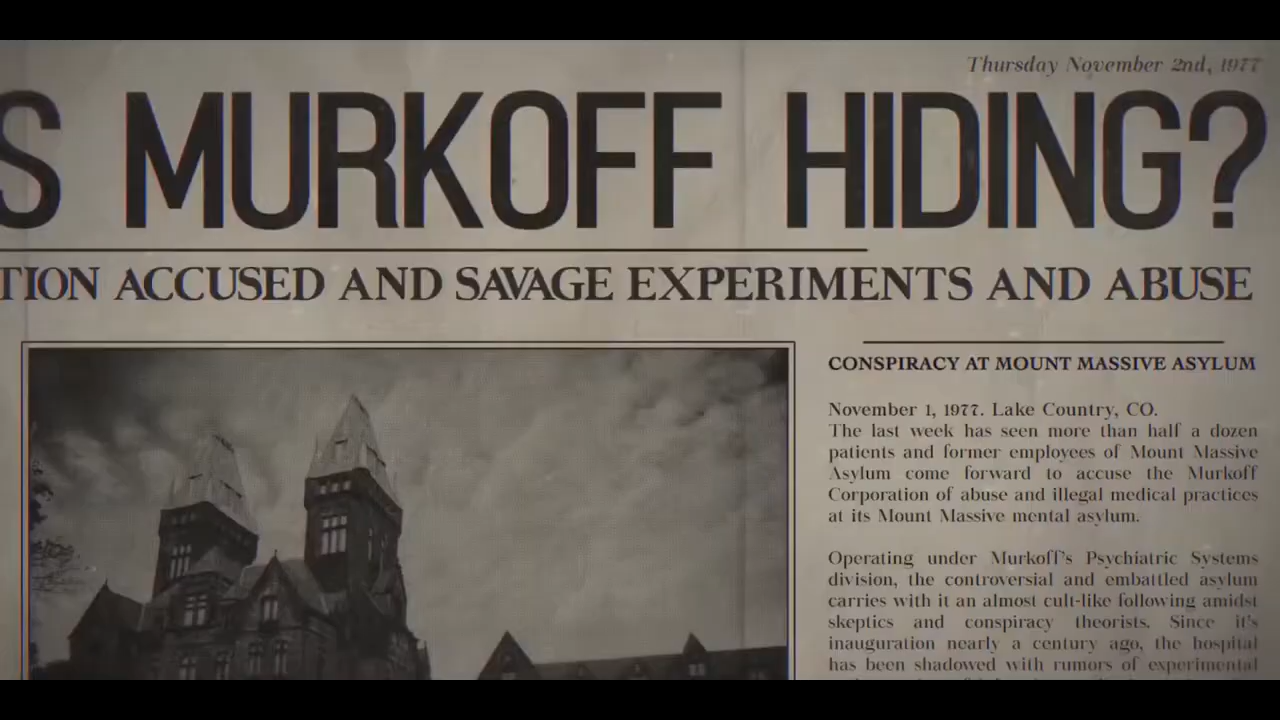 Thursday November 2nd, 1977
S MURKOFF HIDING?
TION ACCUSED AND SAVAGE EXPERIMENTS AND ABUSE
CONSPIRACY AT MOUNT MASSIVE ASYLUM
November 1, 1977. Lake Country, CO.
The last week has seen more than half a dozen
patients and former employees of Mount Massive
Asylum come forward to accuse the Murkoff
Corporation of abuse and illegal medical practices
at its Mount Massive mental asylum.
Operating under Murkoff's Psychiatric Systems
division, the controversial and embattled asylum
carries with it an almost cult-like following amidst
skeptics and conspiracy theorists. Since it's
inauguration nearly a century ago, the hospital
has been shadowed with rumors of experimental